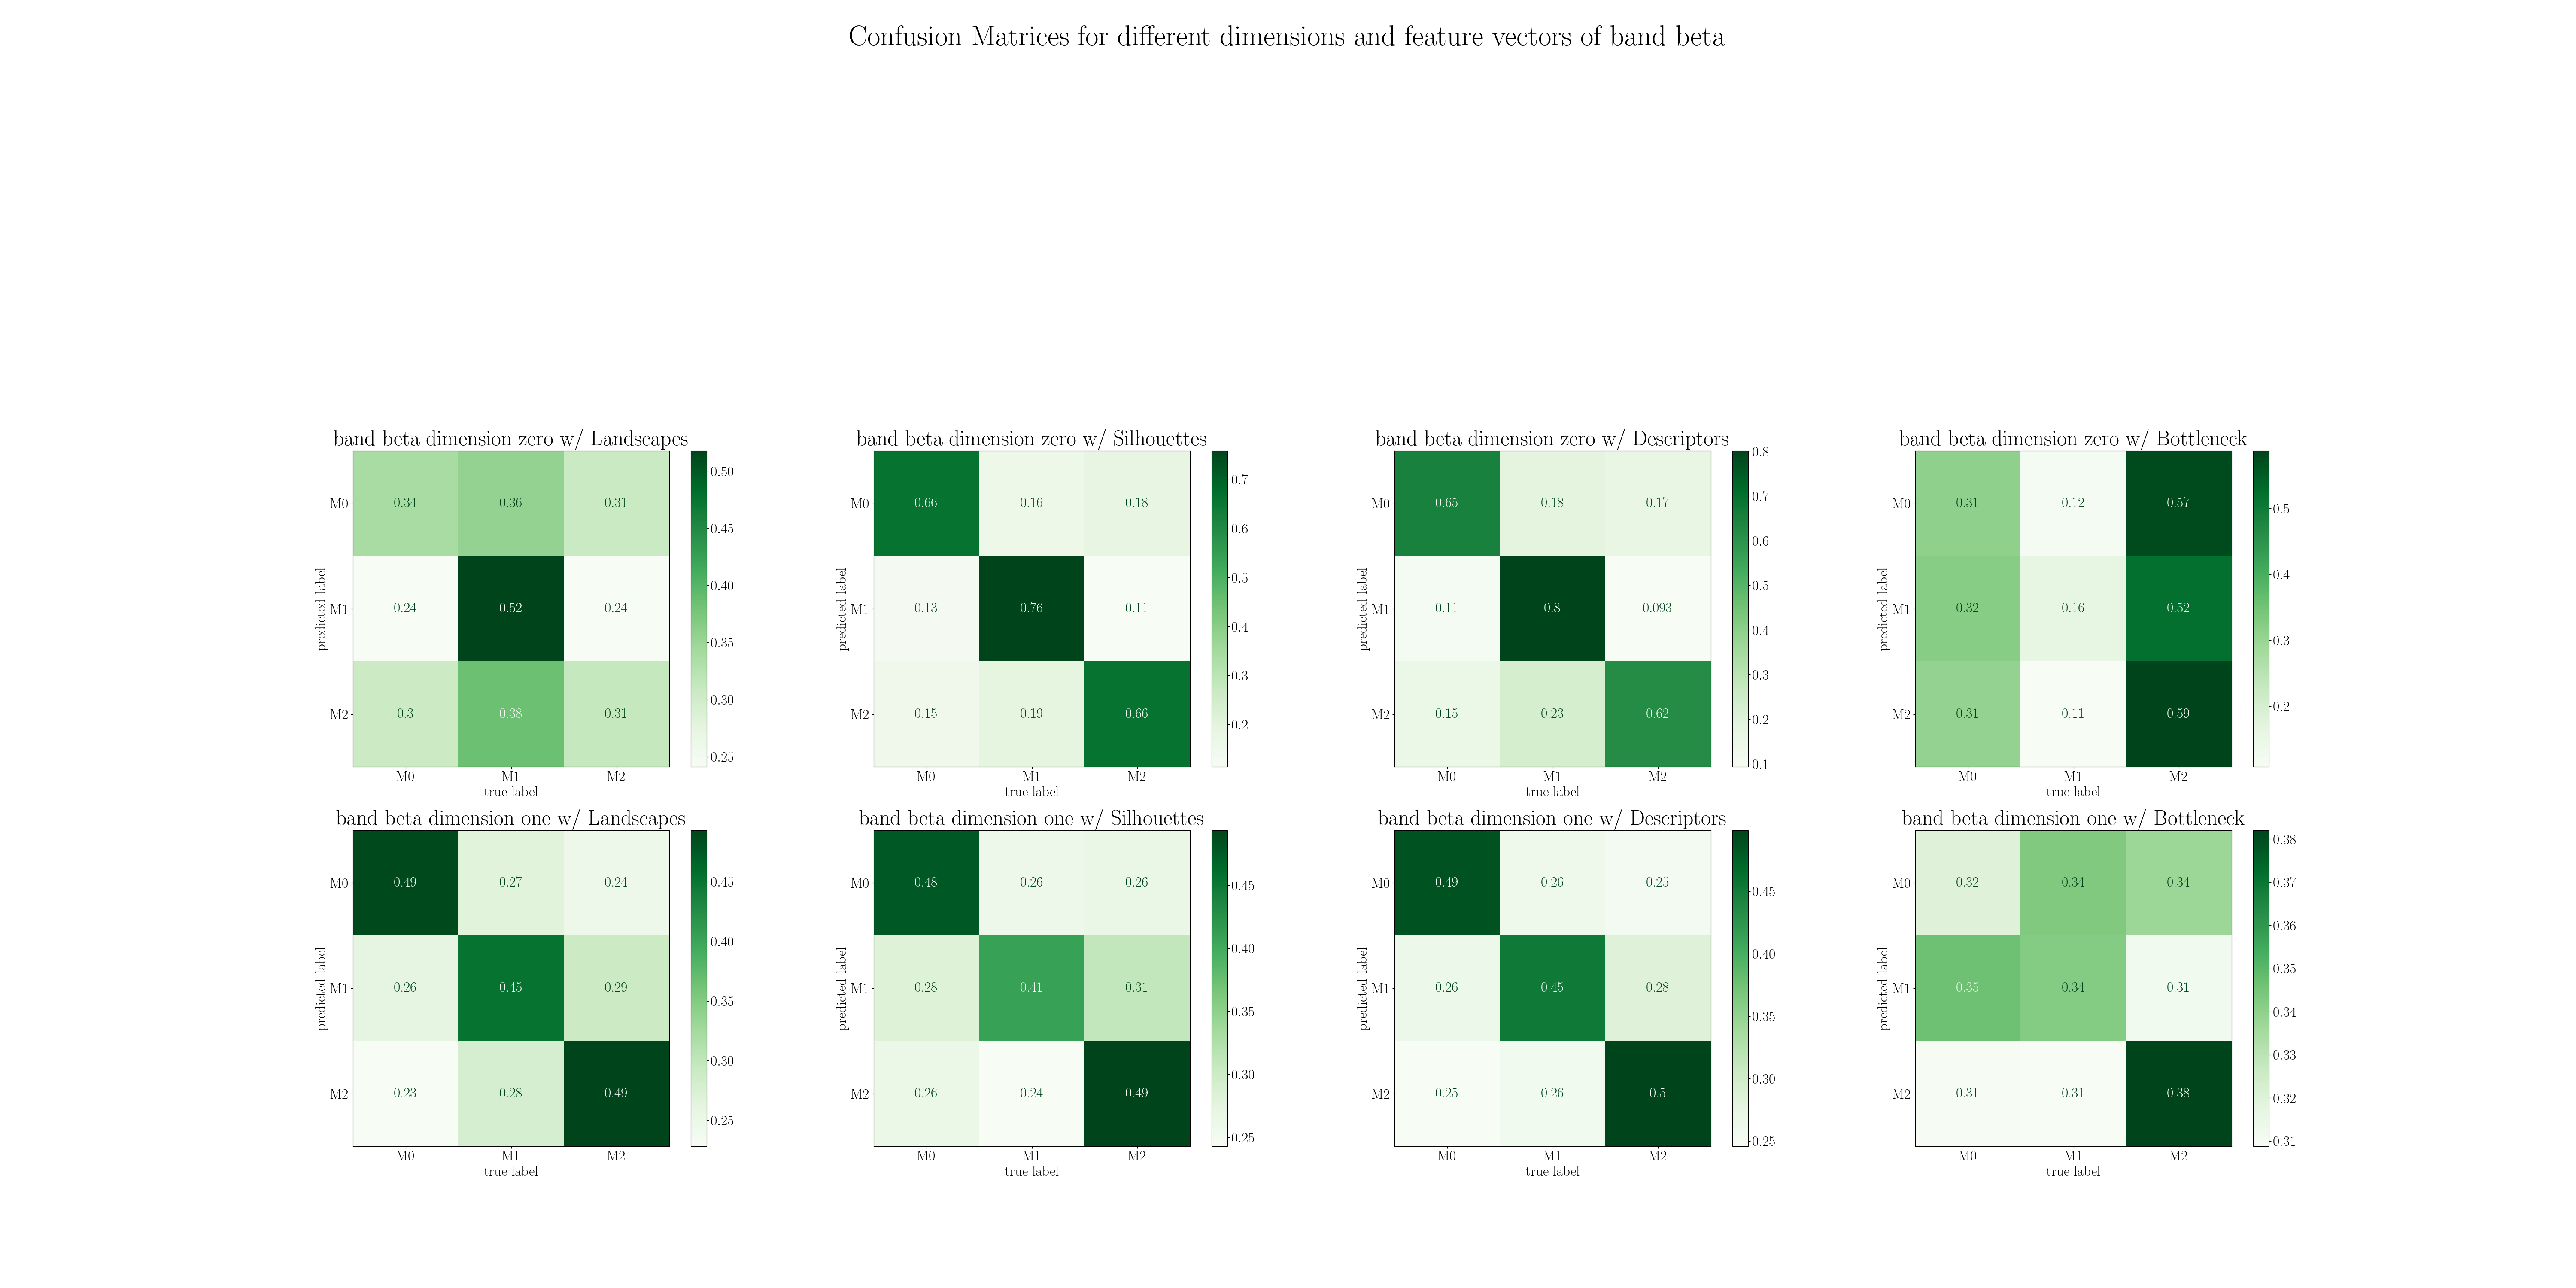 Confusion Matrices for different dimensions and feature vectors of band beta
band beta dimension zero w/ Landscapes
predicted label
M0 0.34 0.36 0.31
M1 0.24 0.52 0.24
M2 0.3 0.38 0.31
M0 M1 M2
true label
0.50
0.45
0.40
0.35
0.30
0.25
band beta dimension zero w/ Silhouettes
predicted label
M0 0.66 0.16 0.18
M1 0.13 0.76 0.11
M2 0.15 0.19 0.66
M0 M1 M2
true label
0.7
0.6
0.5
0.4
0.3
0.2
band beta dimension zero w/ Descriptors
predicted label
M0 0.65 0.18 0.17
M1 0.11 0.8 0.093
M2 0.15 0.23 0.62
M0 M1 M2
true label
0.8
0.7
0.6
0.5
0.4
0.3
0.2
0.1
band beta dimension zero w/ Bottleneck
predicted label
M0 0.31 0.12 0.57
M1 0.32 0.16 0.52
M2 0.31 0.11 0.59
M0 M1 M2
true label
0.5
0.4
0.3
0.2
band beta dimension one w/ Landscapes
predicted label
M0 0.49 0.27 0.24
M1 0.26 0.45 0.29
M2 0.23 0.28 0.49
M0 M1 M2
true label
0.45
0.40
0.35
0.30
0.25
band beta dimension one w/ Silhouettes
predicted label
M0 0.48 0.26 0.26
M1 0.28 0.41 0.31
M2 0.26 0.24 0.49
M0 M1 M2
true label
0.45
0.40
0.35
0.30
0.25
band beta dimension one w/ Descriptors
predicted label
M0 0.49 0.26 0.25
M1 0.26 0.45 0.28
M2 0.25 0.26 0.5
M0 M1 M2
true label
0.45
0.40
0.35
0.30
0.25
band beta dimension one w/ Bottleneck
predicted label
M0 0.32 0.34 0.34
M1 0.35 0.34 0.31
M2 0.31 0.31 0.38
M0 M1 M2
true label
0.38
0.37
0.36
0.35
0.34
0.33
0.32
0.31